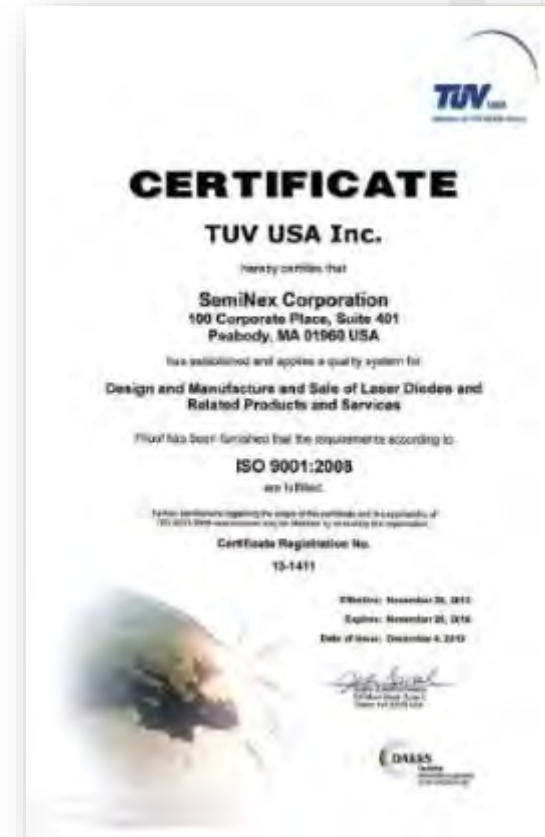 TUV
CERTIFICATE
TUV USA Inc.
hereby certifies that
SemiNex Corporation
100 Corporate Place, Suite 401
Peabody, MA 01960 USA
has established and applies a quality system for
Design and Manufacture and Sale of Laser Diodes and
Related Products and Services
Proof has been furnished that the requirements according to
ISO 9001:2008
are fulfilled.
Certificate Registration No.
13-1411
Effective: November
Expires: November
Date of Issue: December 4,
DAkkS